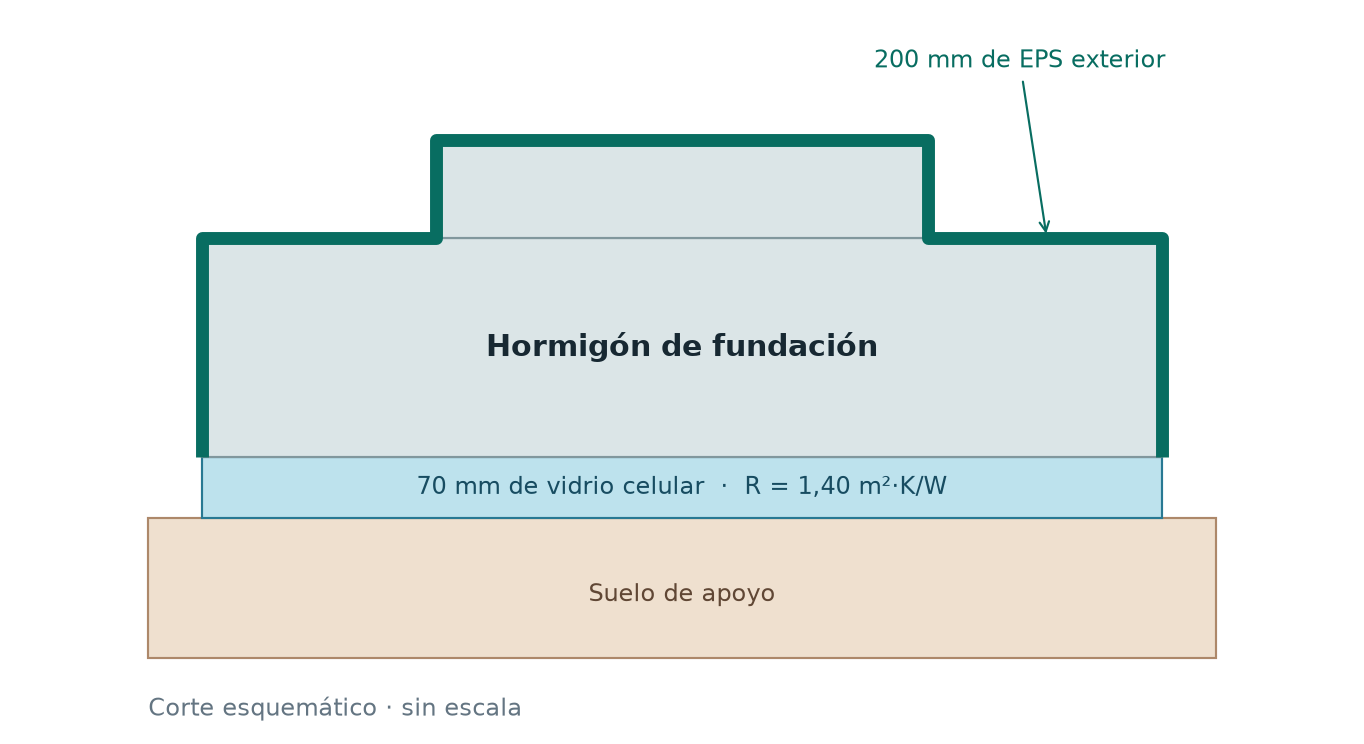 200 mm de EPS exterior
Hormigón de fundación
70 mm de vidrio celular · R = 1,40 m²·K/W
Suelo de apoyo
Corte esquemático · sin escala